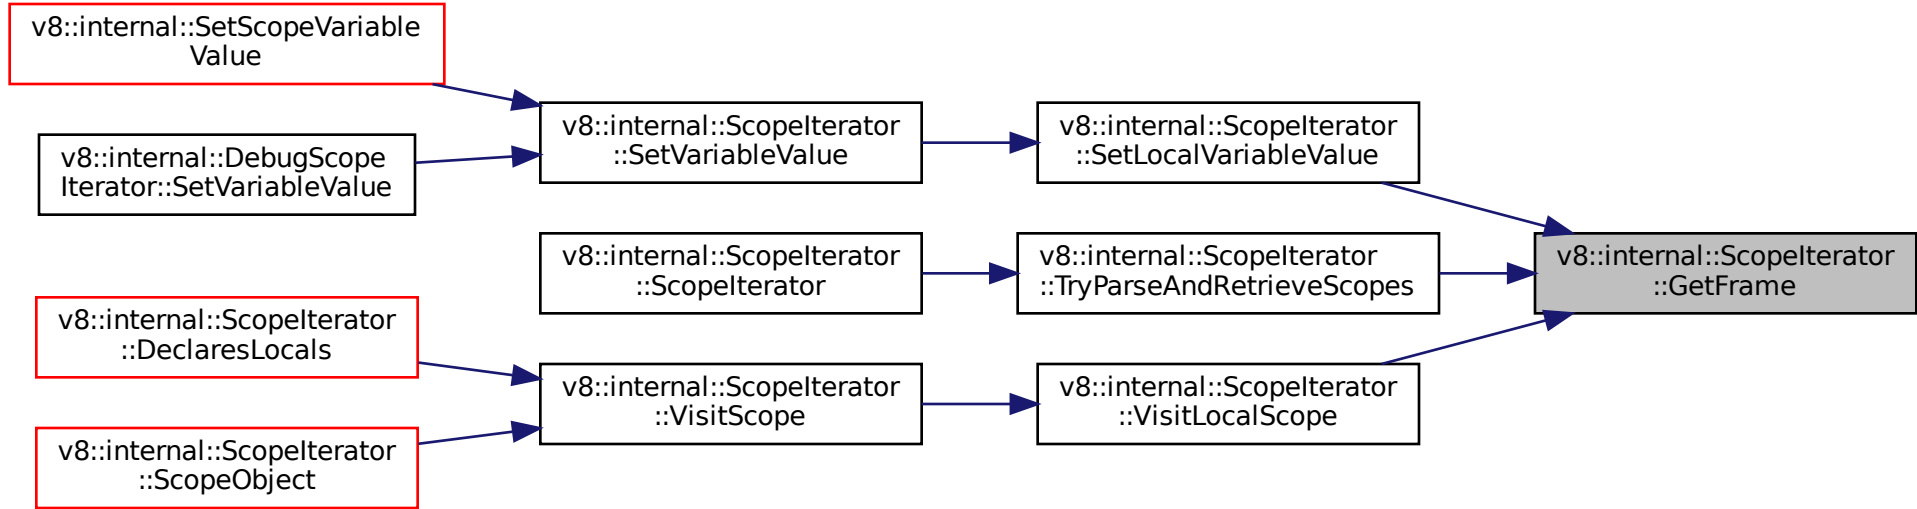 v8::internal::SetScopeVariable
Value
v8::internal::DebugScope
Iterator::SetVariableValue
v8::internal::ScopeIterator
::DeclaresLocals
v8::internal::ScopeIterator
::ScopeObject
v8::internal::ScopeIterator
::SetVariableValue
v8::internal::ScopeIterator
::ScopeIterator
v8::internal::ScopeIterator
::VisitScope
v8::internal::ScopeIterator
::SetLocalVariableValue
v8::internal::ScopeIterator
::TryParseAndRetrieveScopes
v8::internal::ScopeIterator
::VisitLocalScope
v8::internal::ScopeIterator
::GetFrame